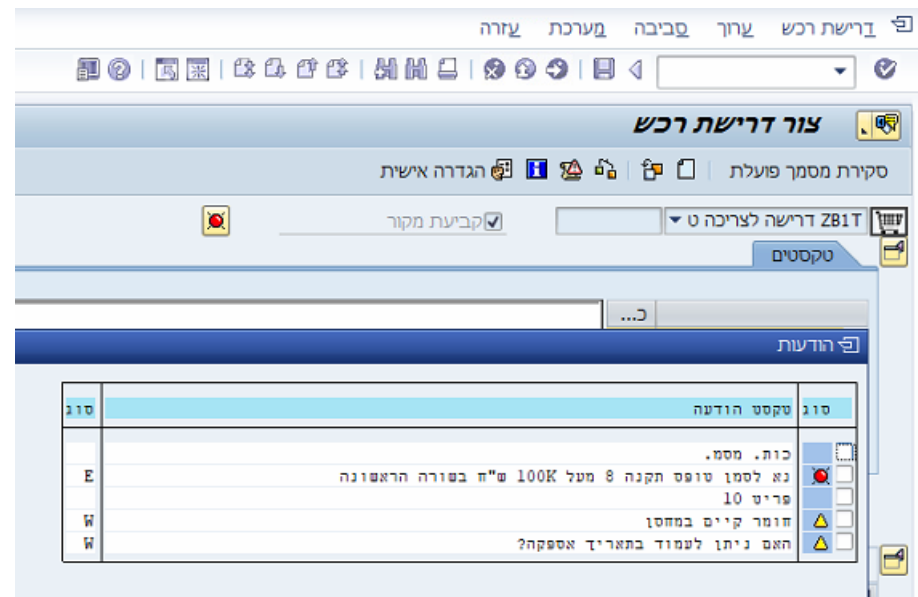 דרישת רכש ערוך סביבה מערכת עזרה
צור דרישת רכש
סקירת מסמך פועלת הגדרה אישית
ZB1T דרישה לצריכה ט קביעת מקור
טקסטים
כ...
הודעות
סוג טקסט הודעה סוג
כות. מסמ.
נא לסמן טופס תקנה 8 מעל 100K ש"ח בשורה הראשונה E
פריט 10
חומר קיים במחסן W
האם ניתן לעמוד בתאריך אספקה? W